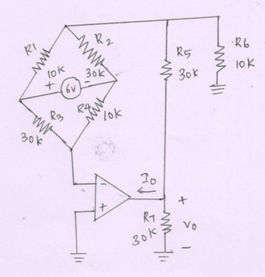 R1
10K
R2
30K
+ 6V -
R3
30K
R4
10K
R5
30K
R6
10K
-
+
Io
+
R7
30K
Vo
-